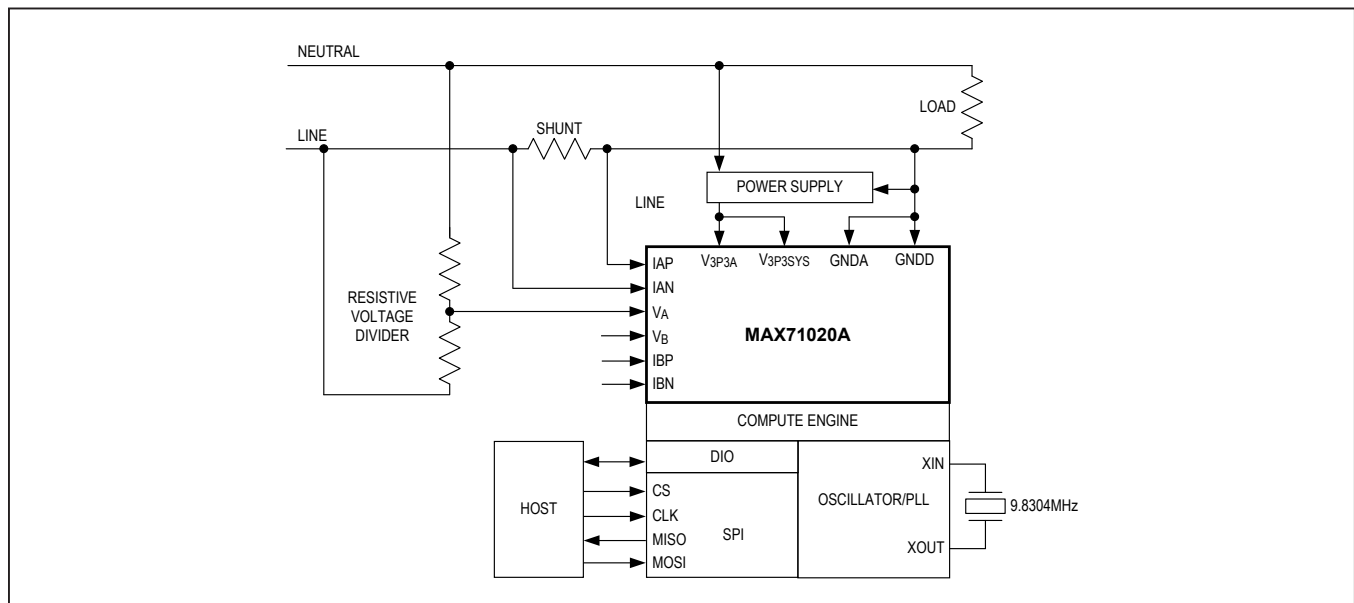 NEUTRAL
LOAD
SHUNT
LINE
POWER SUPPLY
LINE
V3P3A
V3P3SYS
GNDA
GNDD
IAP
IAN
VA
VB
IBP
IBN
RESISTIVE
VOLTAGE
DIVIDER
MAX71020A
COMPUTE ENGINE
DIO
HOST
CS
CLK
MISO
MOSI
SPI
OSCILLATOR/PLL
XIN
XOUT
9.8304MHz